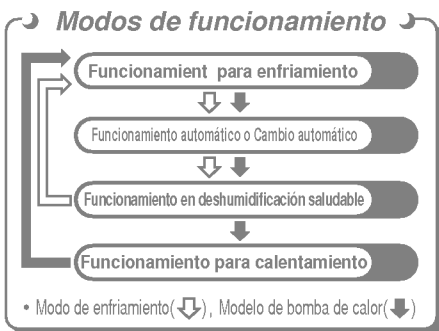 Modos de funcionamiento
Funcionamient para enfriamiento
Funcionamiento automático o Cambio automático
Funcionamiento en deshumidificación saludable
Funcionamiento para calentamiento
• Modo de enfriamiento( ), Modelo de bomba de calor( )